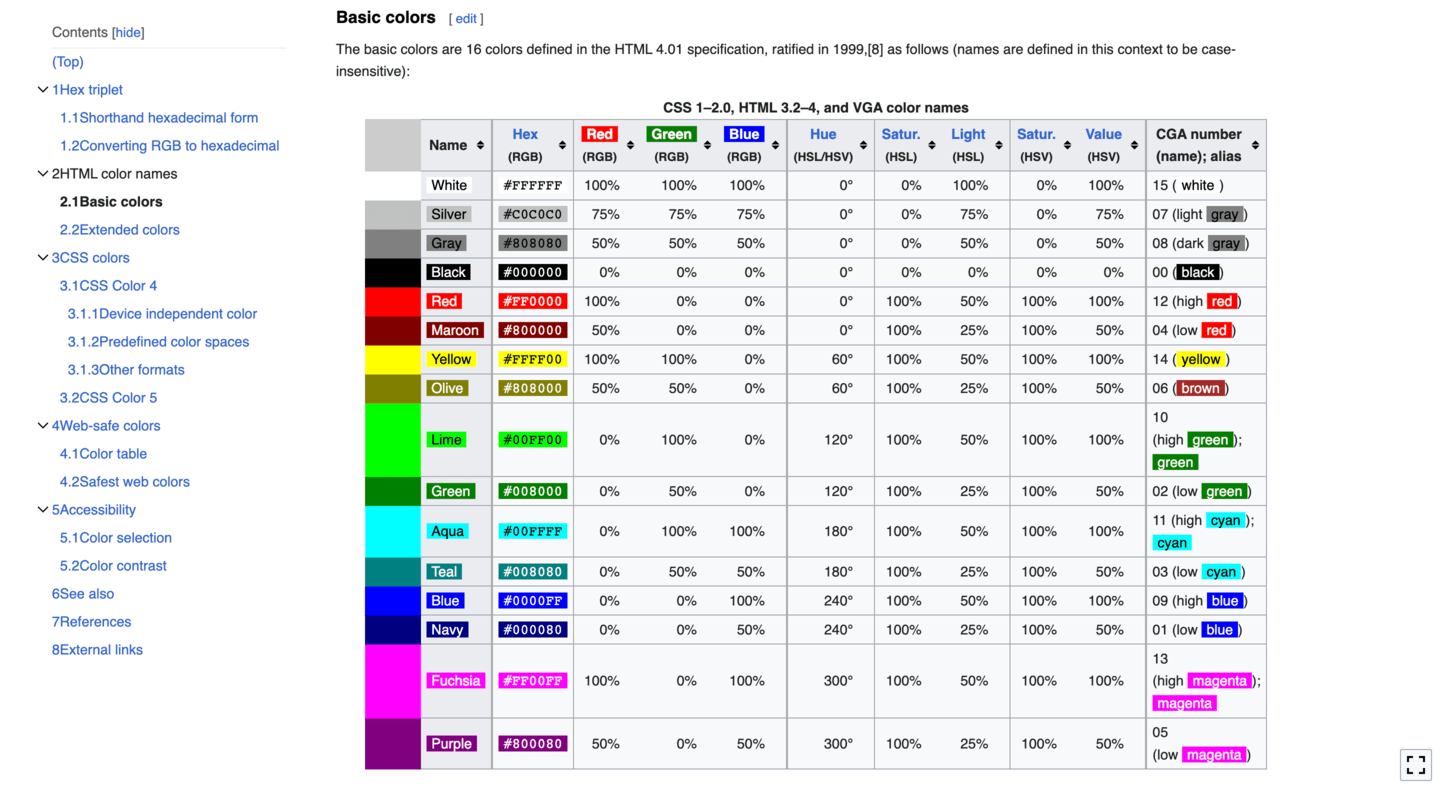 Contents [hide]
(Top)
1Hex triplet
1.1Shorthand hexadecimal form
1.2Converting RGB to hexadecimal
2HTML color names
2.1Basic colors
2.2Extended colors
3CSS colors
3.1CSS Color 4
3.1.1Device independent color
3.1.2Predefined color spaces
3.1.3Other formats
3.2CSS Color 5
4Web-safe colors
4.1Color table
4.2Safest web colors
5Accessibility
5.1Color selection
5.2Color contrast
6See also
7References
8External links
Basic colors [ edit ]
The basic colors are 16 colors defined in the HTML 4.01 specification, ratified in 1999,[8] as follows (names are defined in this context to be case-
insensitive):
CSS 1–2.0, HTML 3.2–4, and VGA color names
Name Hex (RGB) Red (RGB) Green (RGB) Blue (RGB) Hue (HSL/HSV) Satur. (HSL) Light (HSL) Satur. (HSV) Value (HSV) CGA number (name); alias
White #FFFFFF 100% 100% 100% 0° 0% 100% 0% 100% 15 ( white )
Silver #C0C0C0 75% 75% 75% 0° 0% 75% 0% 75% 07 (light gray )
Gray #808080 50% 50% 50% 0° 0% 50% 0% 50% 08 (dark gray )
Black #000000 0% 0% 0% 0° 0% 0% 0% 0% 00 ( black )
Red #FF0000 100% 0% 0% 0° 100% 50% 100% 100% 12 (high red )
Maroon #800000 50% 0% 0% 0° 100% 25% 100% 50% 04 (low red )
Yellow #FFFF00 100% 100% 0% 60° 100% 50% 100% 100% 14 ( yellow )
Olive #808000 50% 50% 0% 60° 100% 25% 100% 50% 06 ( brown )
Lime #00FF00 0% 100% 0% 120° 100% 50% 100% 100% 10 (high green ); green
Green #008000 0% 50% 0% 120° 100% 25% 100% 50% 02 (low green )
Aqua #00FFFF 0% 100% 100% 180° 100% 50% 100% 100% 11 (high cyan ); cyan
Teal #008080 0% 50% 50% 180° 100% 25% 100% 50% 03 (low cyan )
Blue #0000FF 0% 0% 100% 240° 100% 50% 100% 100% 09 (high blue )
Navy #000080 0% 0% 50% 240° 100% 25% 100% 50% 01 (low blue )
Fuchsia #FF00FF 100% 0% 100% 300° 100% 50% 100% 100% 13 (high magenta ); magenta
Purple #800080 50% 0% 50% 300° 100% 25% 100% 50% 05 (low magenta )